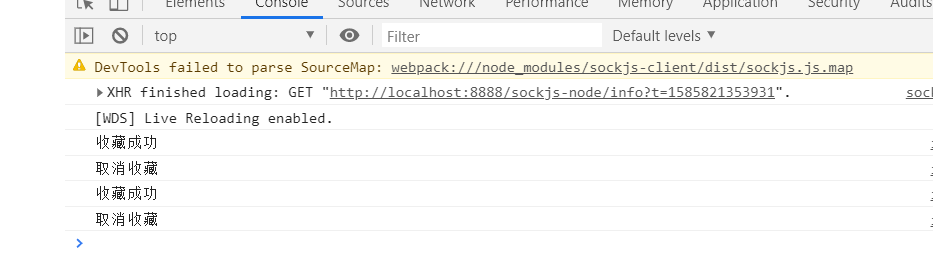 Elements Console Sources Network Performance Memory Application Security Audits
top Filter Default levels
DevTools failed to parse SourceMap: webpack:///node_modules/sockjs-client/dist/sockjs.js.map
XHR finished loading: GET "http://localhost:8888/sockjs-node/info?t=1585821353931". sock
[WDS] Live Reloading enabled.
收藏成功
取消收藏
收藏成功
取消收藏